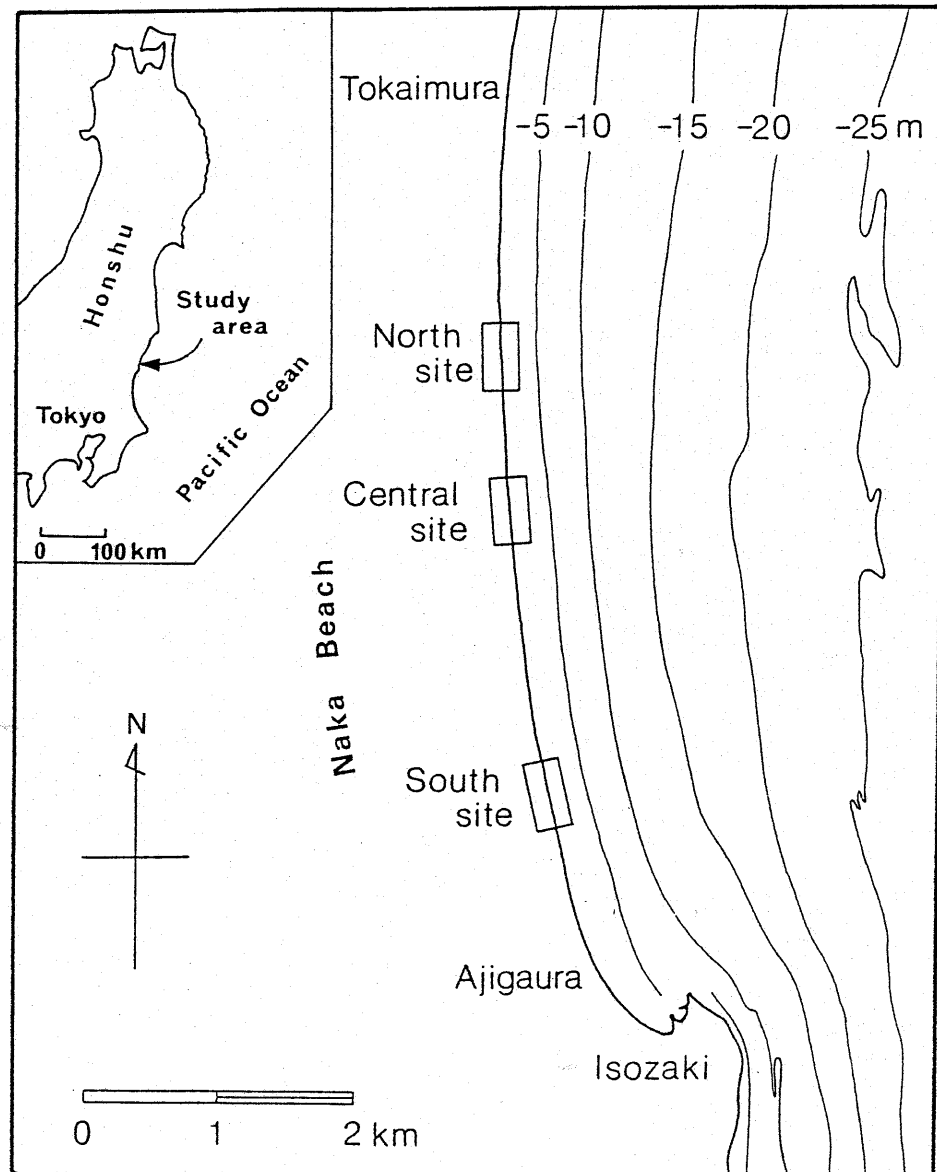 Tokaimura
-5 -10 -15 -20 -25 m
Honshu
Study
area
Pacific Ocean
Tokyo
0 100 km
North
site
Central
site
Naka Beach
N
South
site
Ajigaura
Isozaki
0 1 2 km